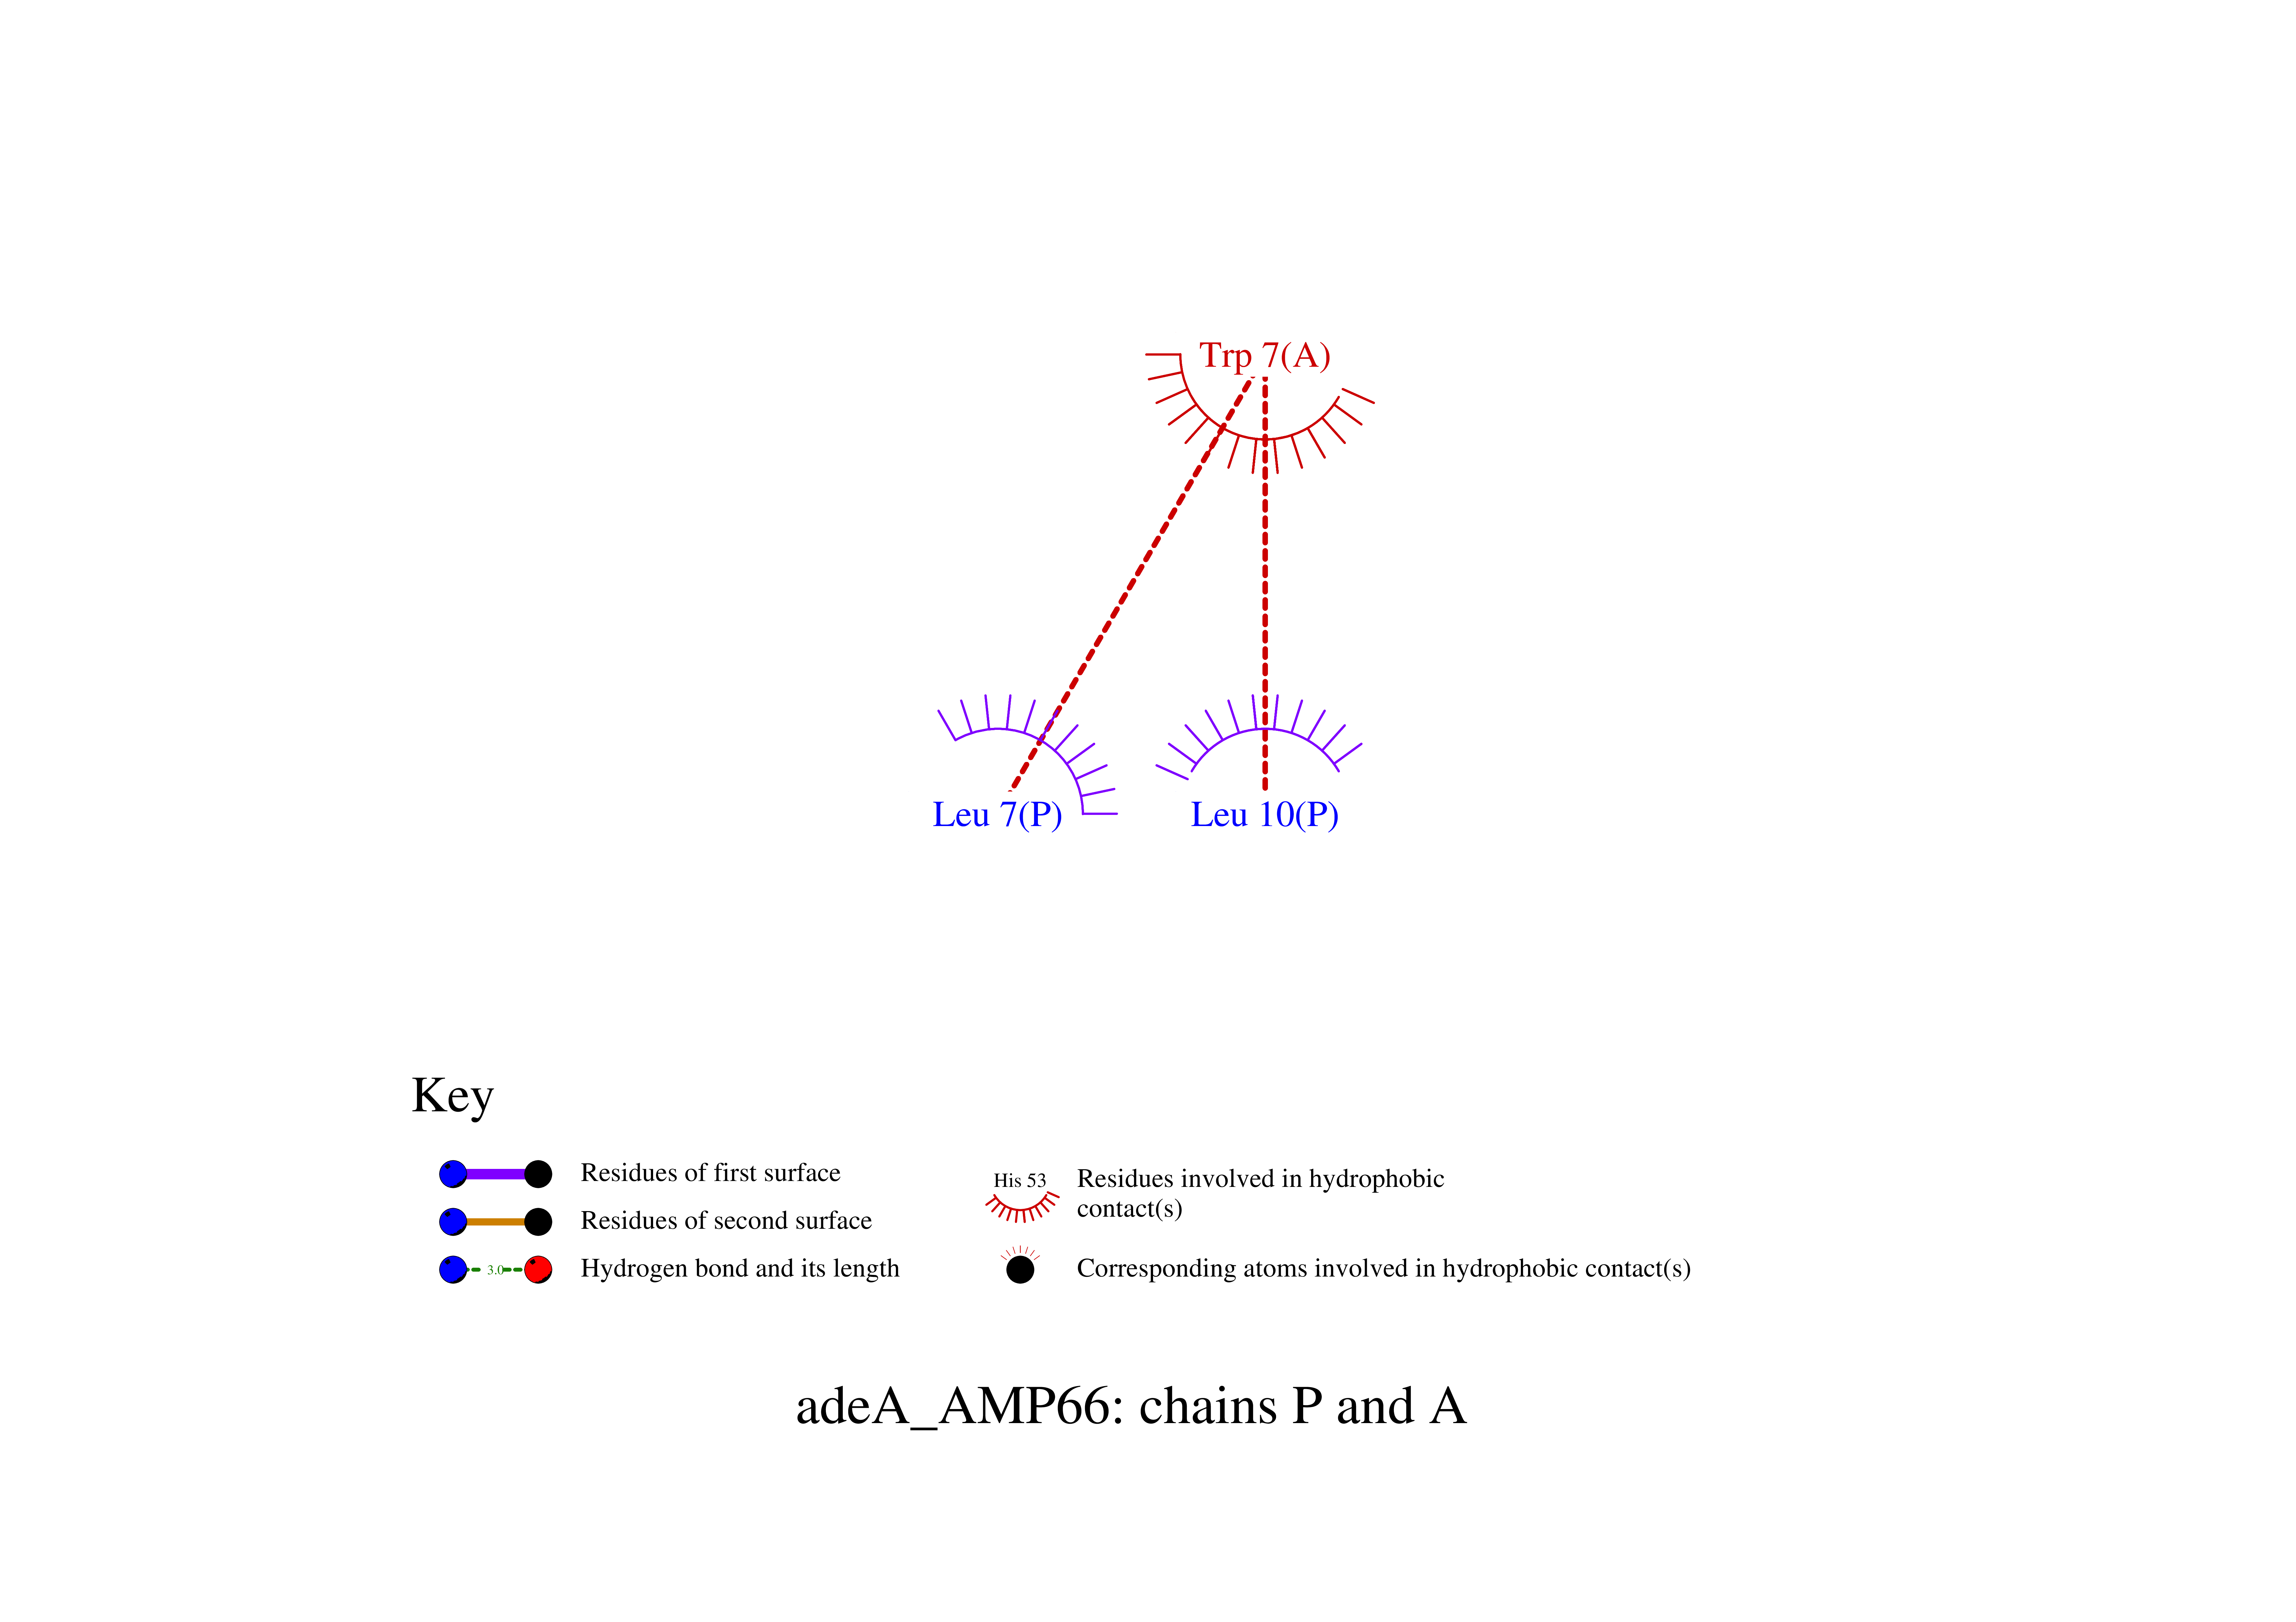 Trp 7(A)
Leu 7(P)
Leu 10(P)
Key
Residues of first surface
Residues of second surface
3.0
Hydrogen bond and its length
His 53
Residues involved in hydrophobic
contact(s)
Corresponding atoms involved in hydrophobic contact(s)
adeA_AMP66: chains P and A